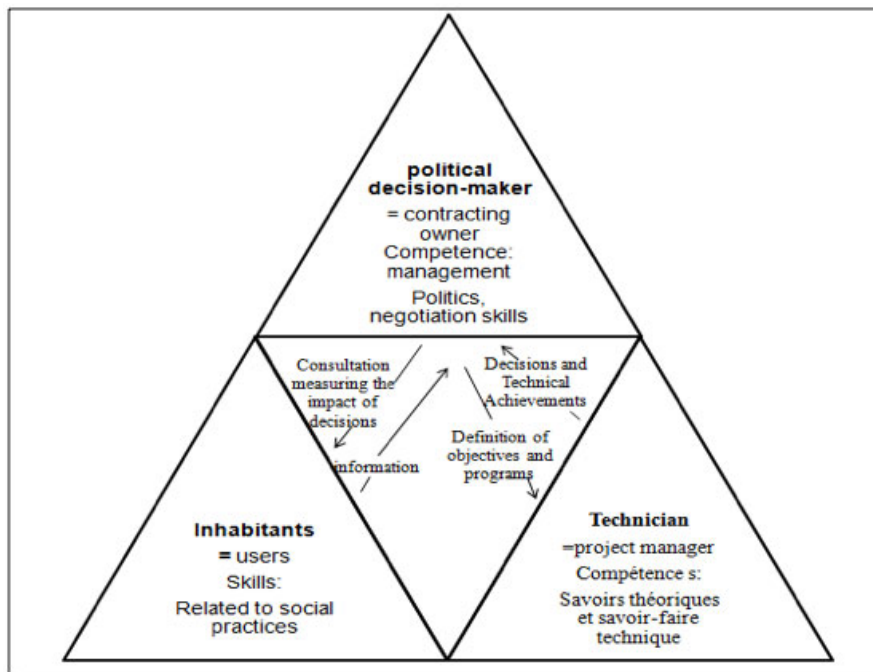 political
decision-maker
= contracting
owner
Competence:
management
Politics,
negotiation skills
Consultation
measuring the
impact of
decisions
information
Decisions and
Technical
Achievements
Definition of
objectives and
programs
Inhabitants
= users
Skills:
Related to social
practices
Technician
=project manager
Compétence s:
Savoirs théoriques
et savoir-faire
technique